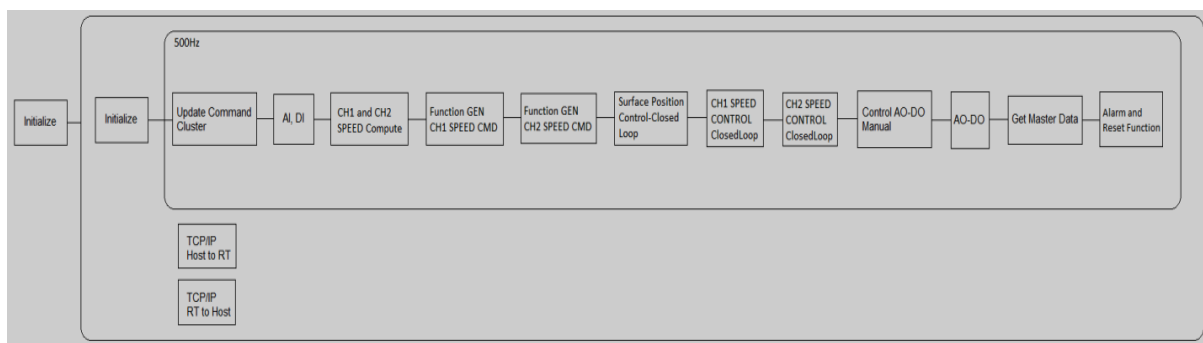 500Hz
Initialize
Initialize
Update Command
Cluster
AI, DI
CH1 and CH2
SPEED Compute
Function GEN
CH1 SPEED CMD
Function GEN
CH2 SPEED CMD
Surface Position
Control-Closed
Loop
CH1 SPEED
CONTROL
ClosedLoop
CH2 SPEED
CONTROL
ClosedLoop
Control AO-DO
Manual
AO-DO
Get Master Data
Alarm and
Reset Function
TCP/IP
Host to RT
TCP/IP
RT to Host